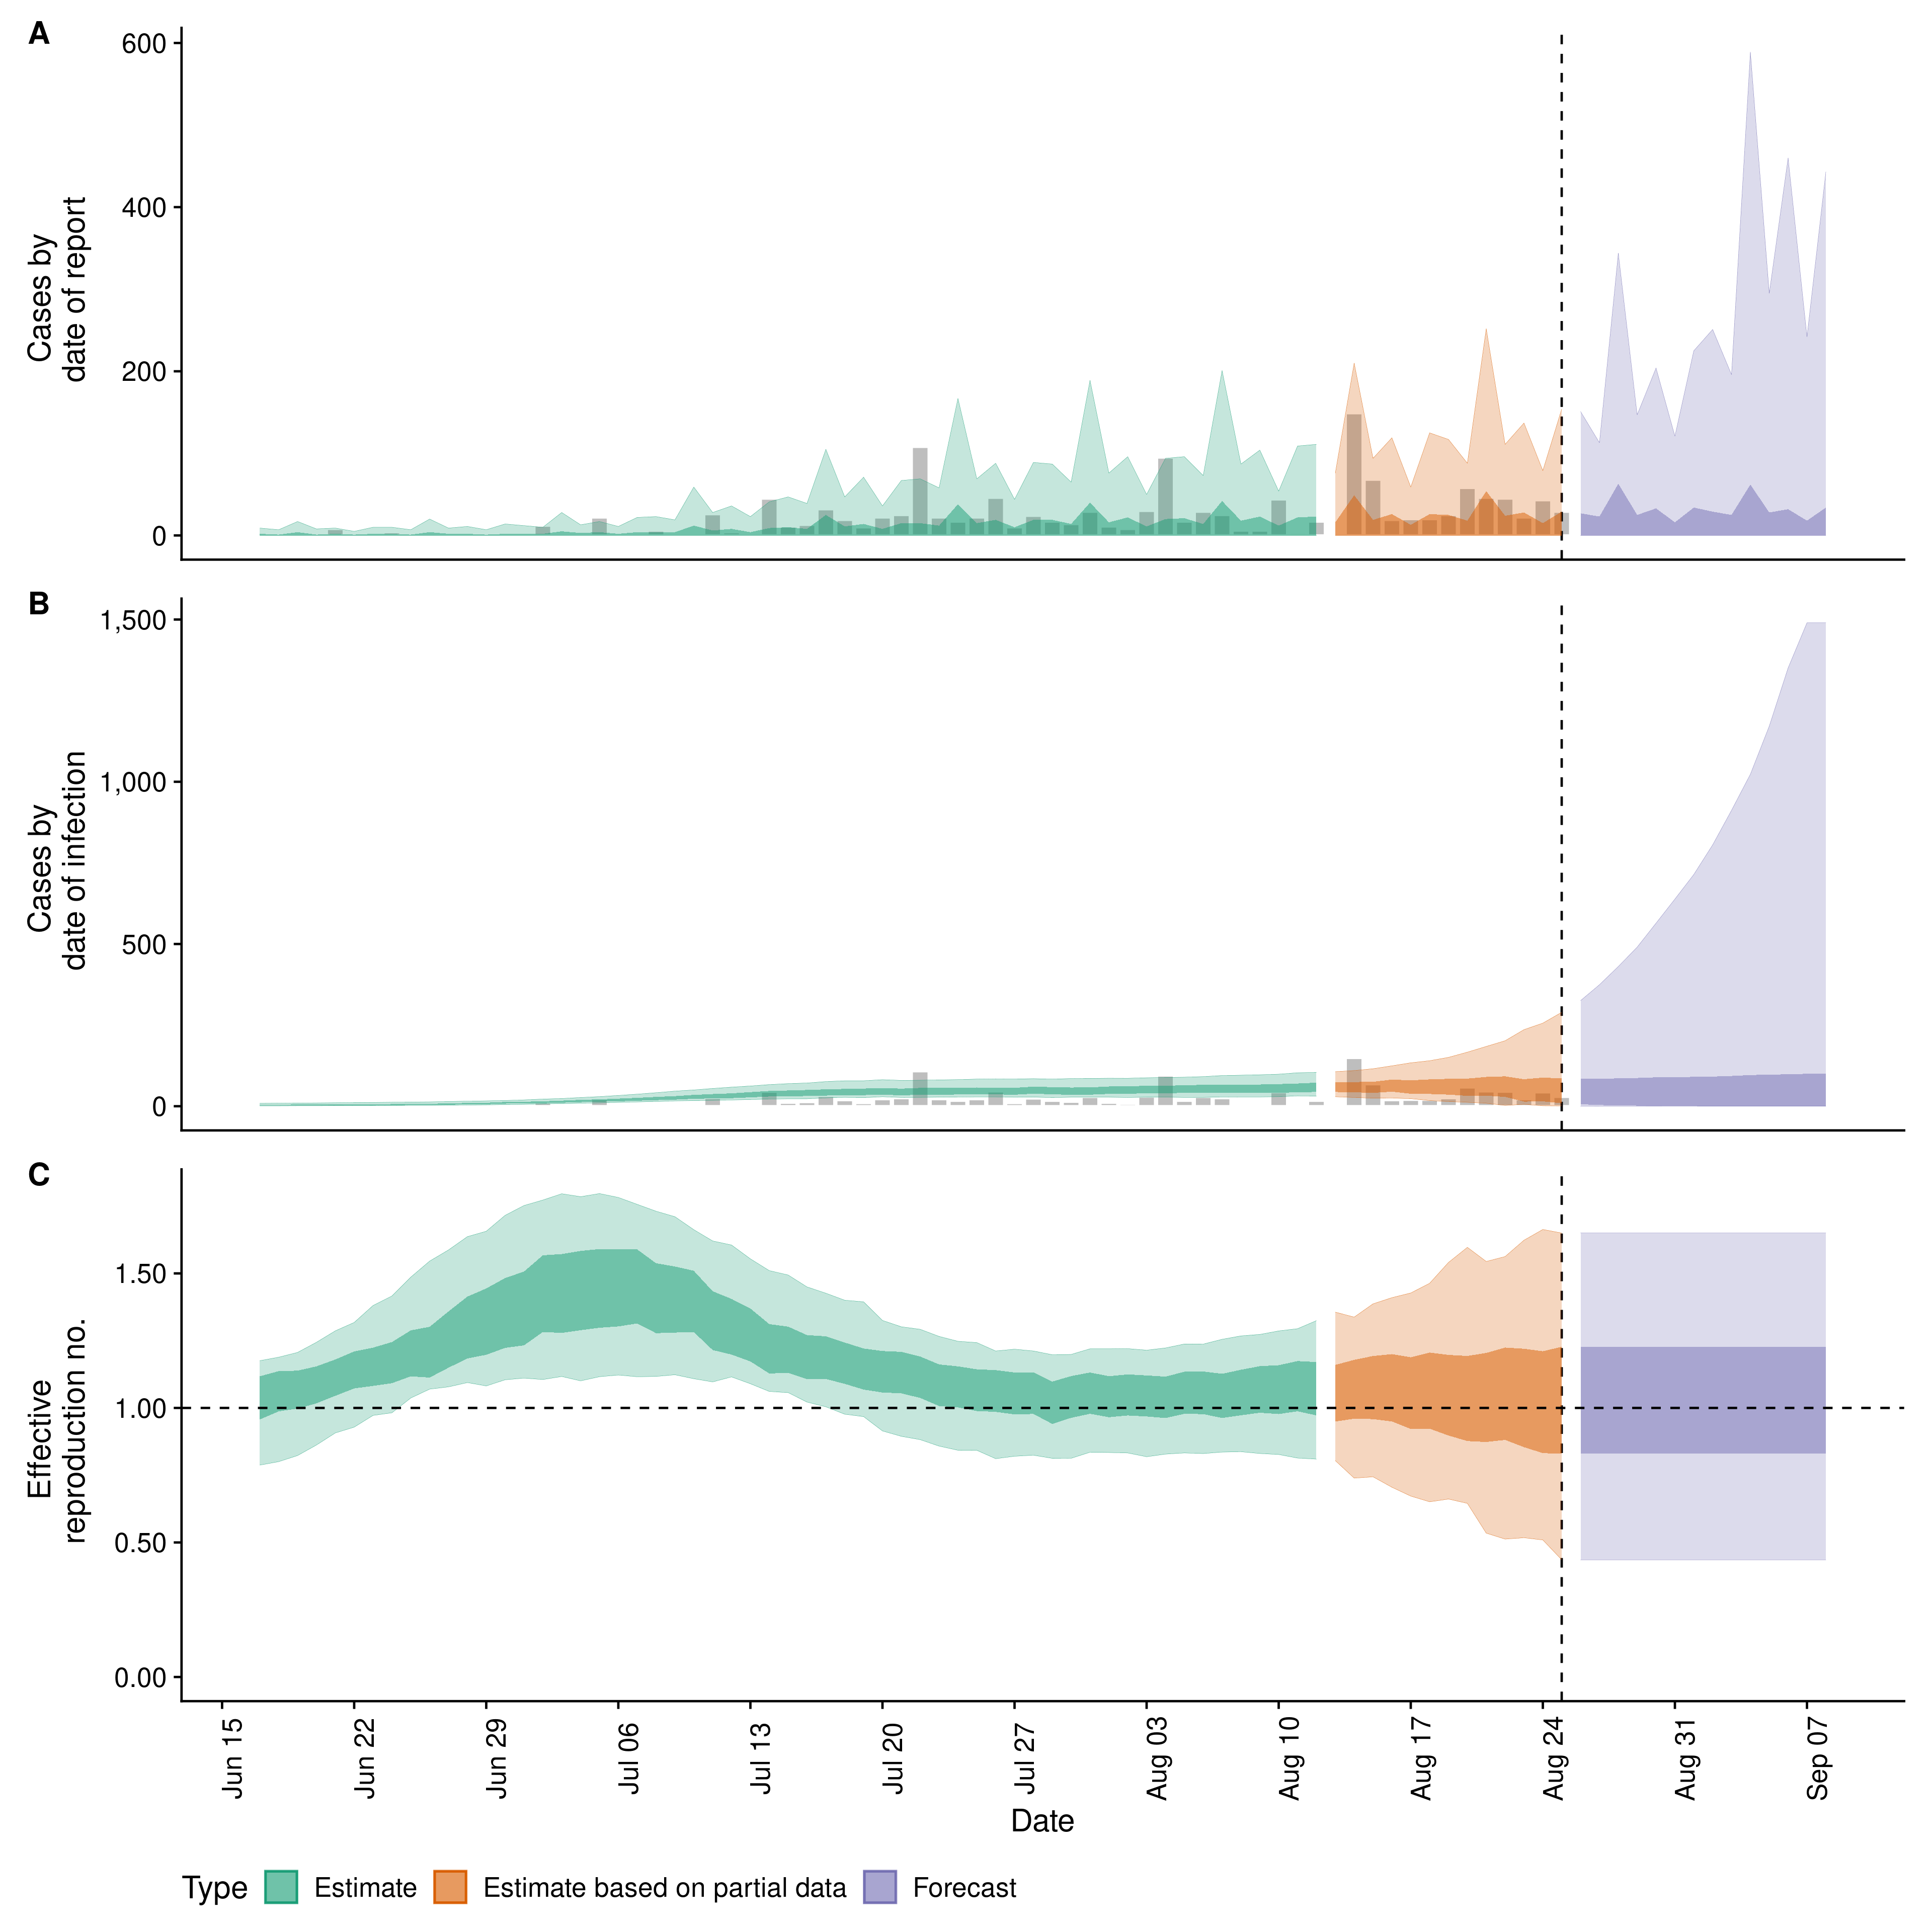 A
600
400
200
0
Cases by
date of report
B
1,500
1,000
500
0
Cases by
date of infection
C
1.50
1.00
0.50
0.00
Effective
reproduction no.
Jun 15
Jun 22
Jun 29
Jul 06
Jul 13
Jul 20
Jul 27
Aug 03
Aug 10
Aug 17
Aug 24
Aug 31
Sep 07
Date
Type Estimate Estimate based on partial data Forecast